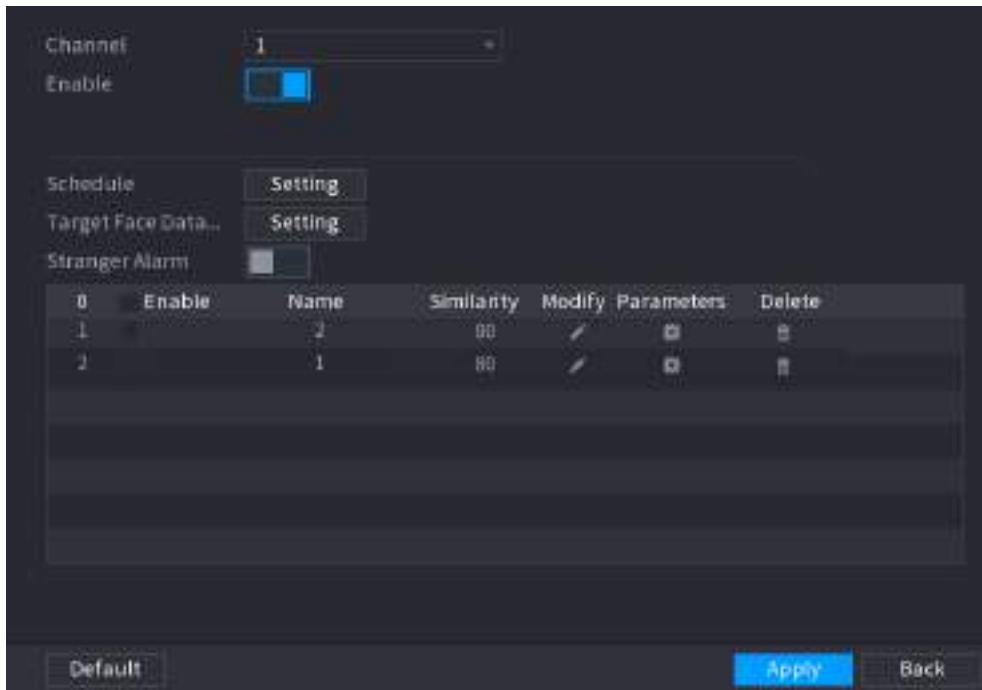 Channel 1
Enable
Schedule Setting
Target Face Data... Setting
Stranger Alarm
0 Enable Name Similarity Modify Parameters Delete
1 2
2 1 80
Default Apply Back